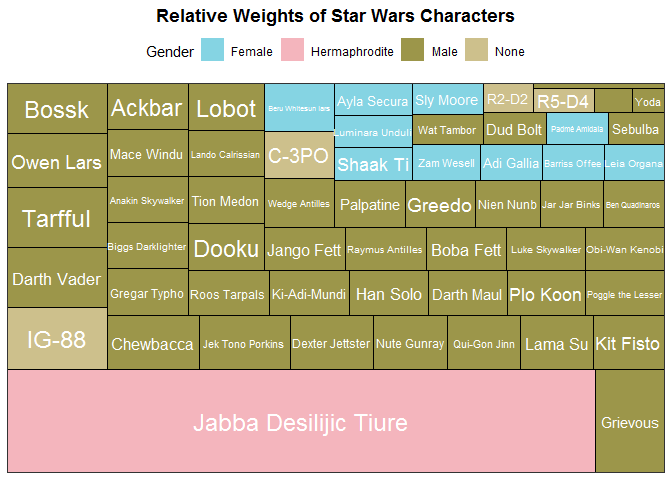 Relative Weights of Star Wars Characters
Gender Female Hermaphrodite Male None
Bossk
Ackbar
Lobot
Beru Whitesun lars
Ayla Secura
Sly Moore
R2-D2
R5-D4
Yoda
Luminara Unduli
Wat Tambor
Dud Bolt
Padmé Amidala
Sebulba
Owen Lars
Mace Windu
Lando Calrissian
C-3PO
Shaak Ti
Zam Wesell
Adi Gallia
Barriss Offee
Leia Organa
Tarfful
Anakin Skywalker
Tion Medon
Wedge Antilles
Palpatine
Greedo
Nien Nunb
Jar Jar Binks
Ben Quadinaros
Biggs Darklighter
Dooku
Jango Fett
Raymus Antilles
Boba Fett
Luke Skywalker
Obi-Wan Kenobi
Darth Vader
Gregar Typho
Roos Tarpals
Ki-Adi-Mundi
Han Solo
Darth Maul
Plo Koon
Poggle the Lesser
IG-88
Chewbacca
Jek Tono Porkins
Dexter Jettster
Nute Gunray
Qui-Gon Jinn
Lama Su
Kit Fisto
Jabba Desilijic Tiure
Grievous